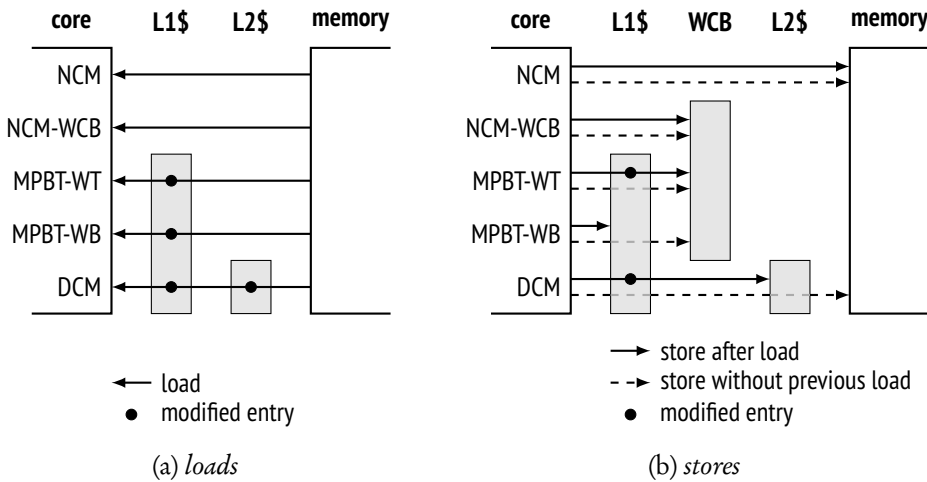 core L1$ L2$ memory
NCM
NCM-WCB
MPBT-WT
MPBT-WB
DCM
load
modified entry
(a) loads
core L1$ WCB L2$ memory
NCM
NCM-WCB
MPBT-WT
MPBT-WB
DCM
store after load
store without previous load
modified entry
(b) stores